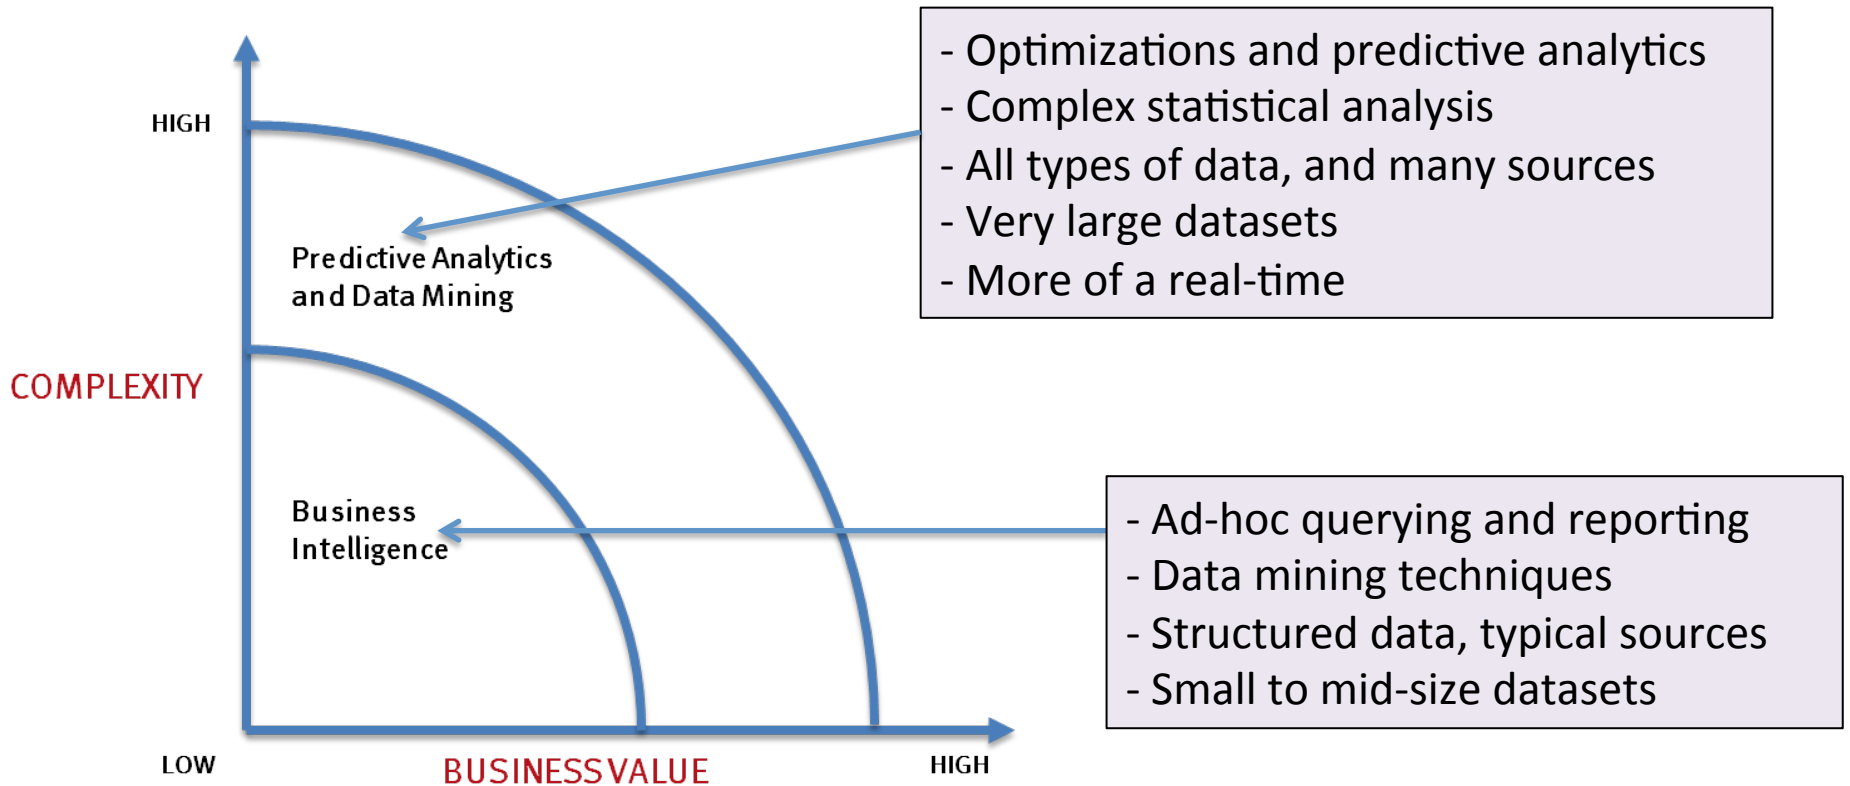 - Optimizations and predictive analytics
- Complex statistical analysis
- All types of data, and many sources
- Very large datasets
- More of a real-time
HIGH
Predictive Analytics
and Data Mining
COMPLEXITY
Business
Intelligence
- Ad-hoc querying and reporting
- Data mining techniques
- Structured data, typical sources
- Small to mid-size datasets
LOW
BUSINESS VALUE
HIGH